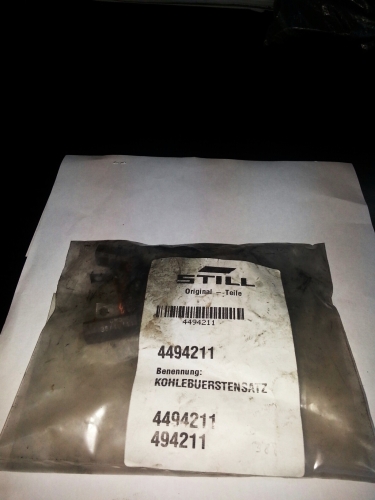 STILL
Original - Teile
4494211
4494211
Benennung:
KOHLEBUERSTENSATZ
4494211
494211